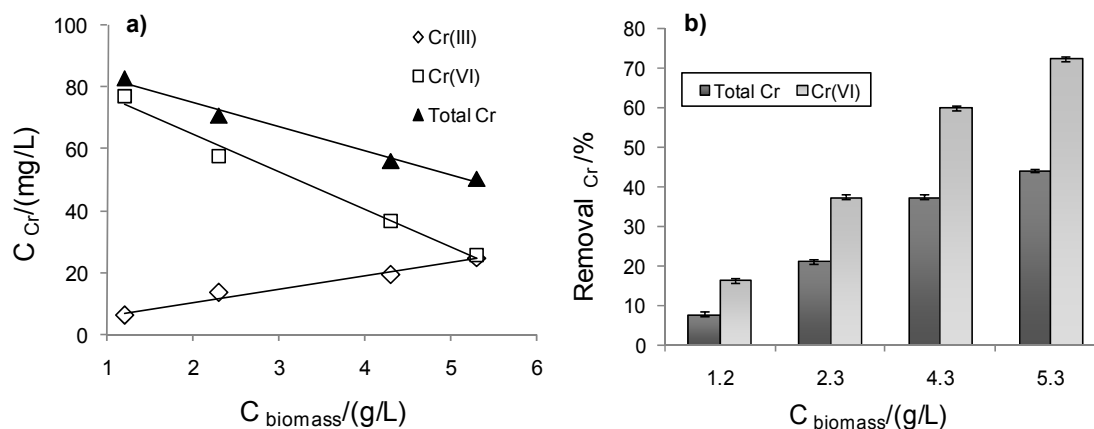 a)
Cr(III)
Cr(VI)
Total Cr
100
80
60
40
20
0
1 2 3 4 5 6
C Cr/(mg/L)
C biomass/(g/L)
b)
Total Cr Cr(VI)
80
70
60
50
40
30
20
10
0
1.2 2.3 4.3 5.3
Removal Cr/%
C biomass/(g/L)